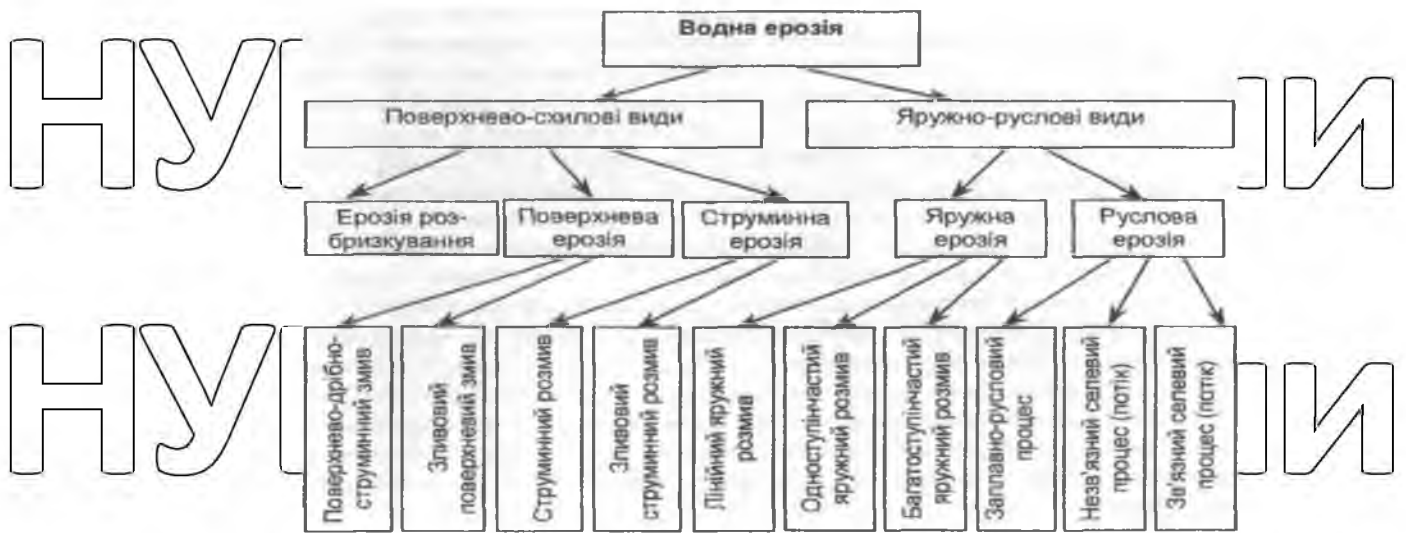 Водна ерозія
Поверхнево-схилові види
Яружно-руслові види
Ерозія роз-
бризкування
Поверхнева
ерозія
Струминна
ерозія
Яружна
ерозія
Руслова
ерозія
Поверхнево-дрібно-
струминний змив
Зливовий
поверхневий змив
Струминний розмив
Зливовий
струминний розмив
Лінійний яружний
розмив
Одноступінчастий
яружний розмив
Багатоступінчастий
яружний розмив
Заплавно-русловий
процес
Незв'язний селевий
процес (потік)
Зв'язний селевий
процес (потік)
НУ
И
НУ
И